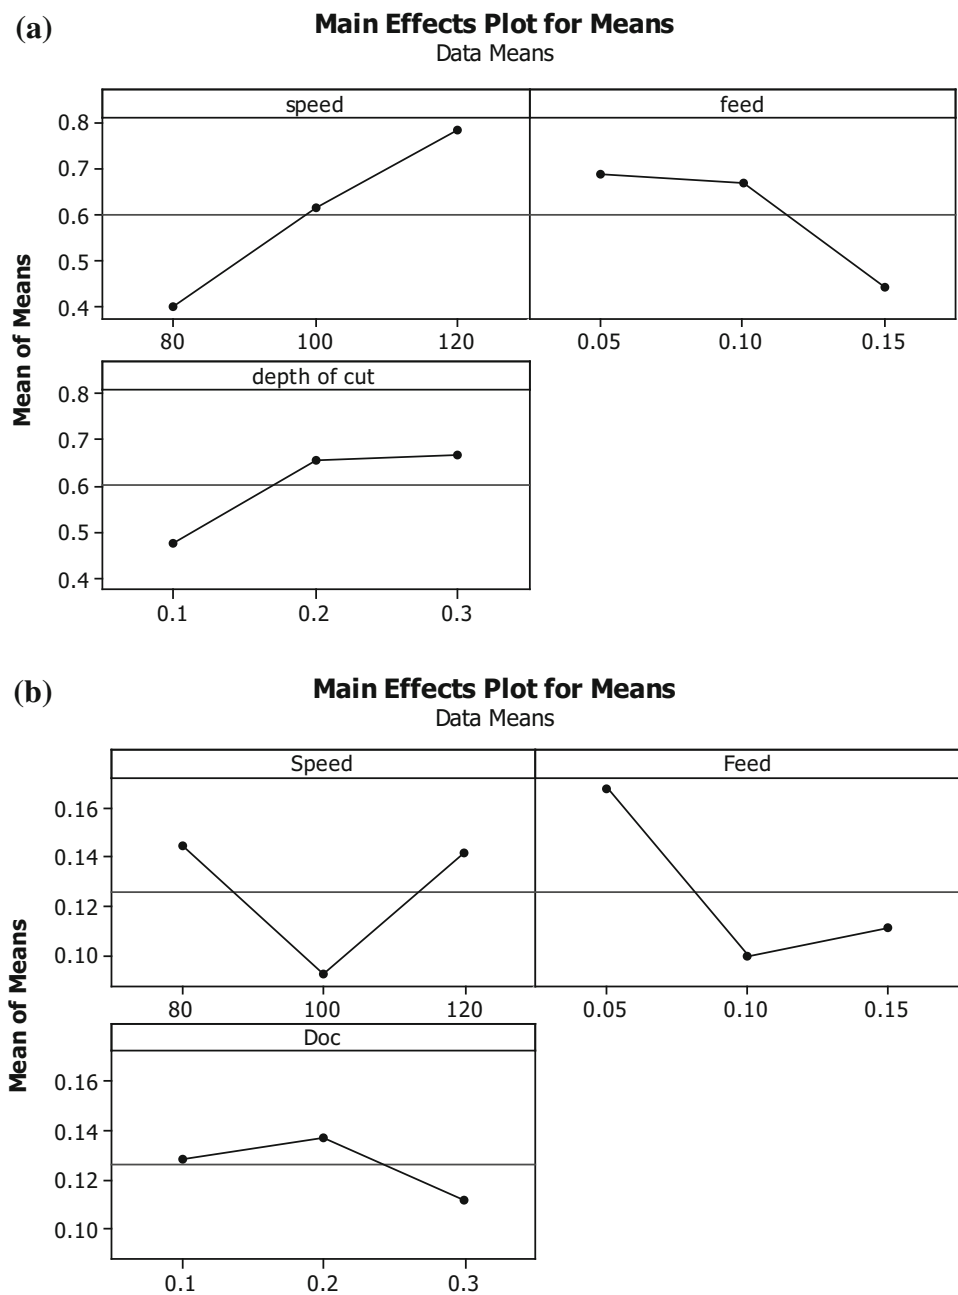 (a)
Main Effects Plot for Means
Data Means
speed
feed
0.8
0.7
0.6
0.5
0.4
80 100 120
0.05 0.10 0.15
depth of cut
0.8
0.7
0.6
0.5
0.4
0.1 0.2 0.3
Mean of Means
(b)
Main Effects Plot for Means
Data Means
Speed
Feed
0.16
0.14
0.12
0.10
80 100 120
0.05 0.10 0.15
Doc
0.16
0.14
0.12
0.10
0.1 0.2 0.3
Mean of Means